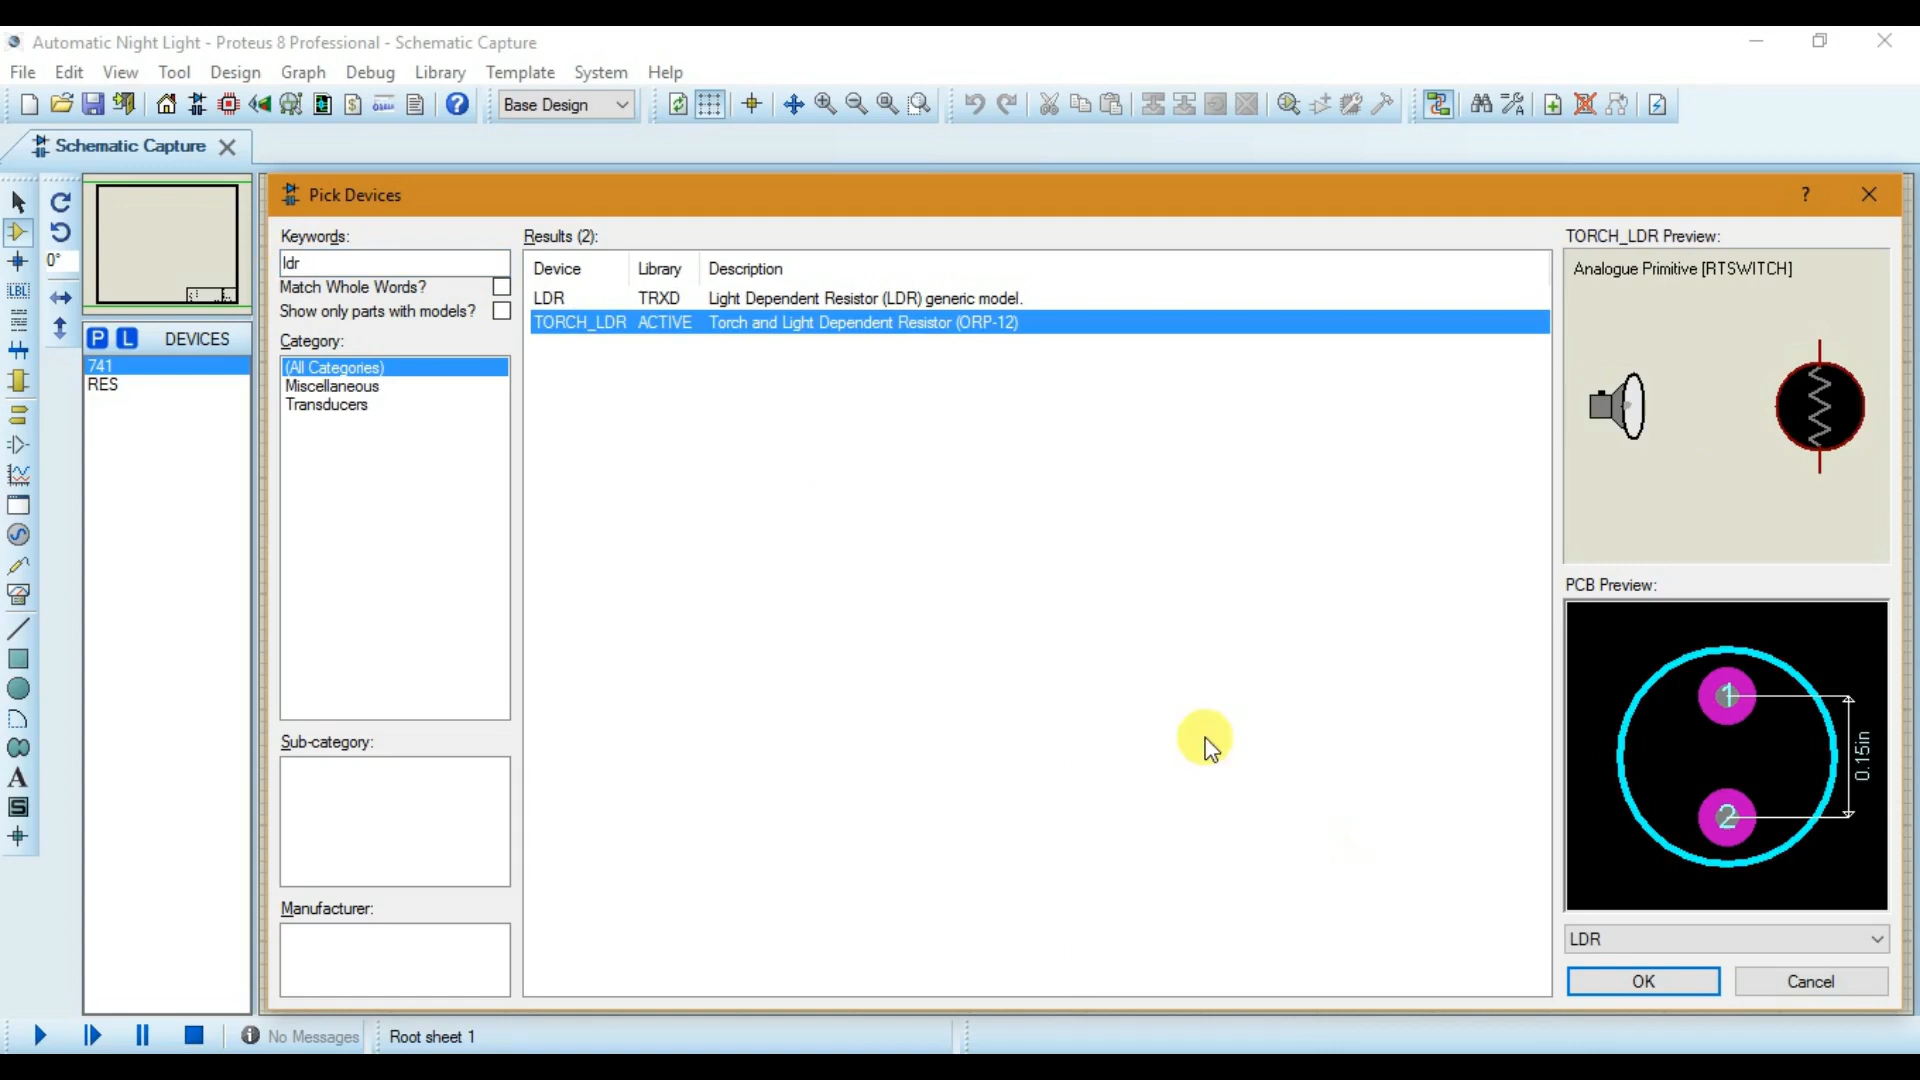 Automatic Night Light - Proteus 8 Professional - Schematic Capture
File Edit View Tool Design Graph Debug Library Template System Help
Base Design
Schematic Capture
Pick Devices
?
0°
LBL
P L DEVICES
741
RES
A
S
Keywords:
ldr
Match Whole Words?
Show only parts with models?
Category:
(All Categories)
Miscellaneous
Transducers
Sub-category:
Manufacturer:
Results (2):
Device Library Description
LDR TRXD Light Dependent Resistor (LDR) generic model.
TORCH_LDR ACTIVE Torch and Light Dependent Resistor (ORP-12)
TORCH_LDR Preview:
Analogue Primitive [RTSWITCH]
PCB Preview:
1
2
0.15in
LDR
OK Cancel
No Messages Root sheet 1